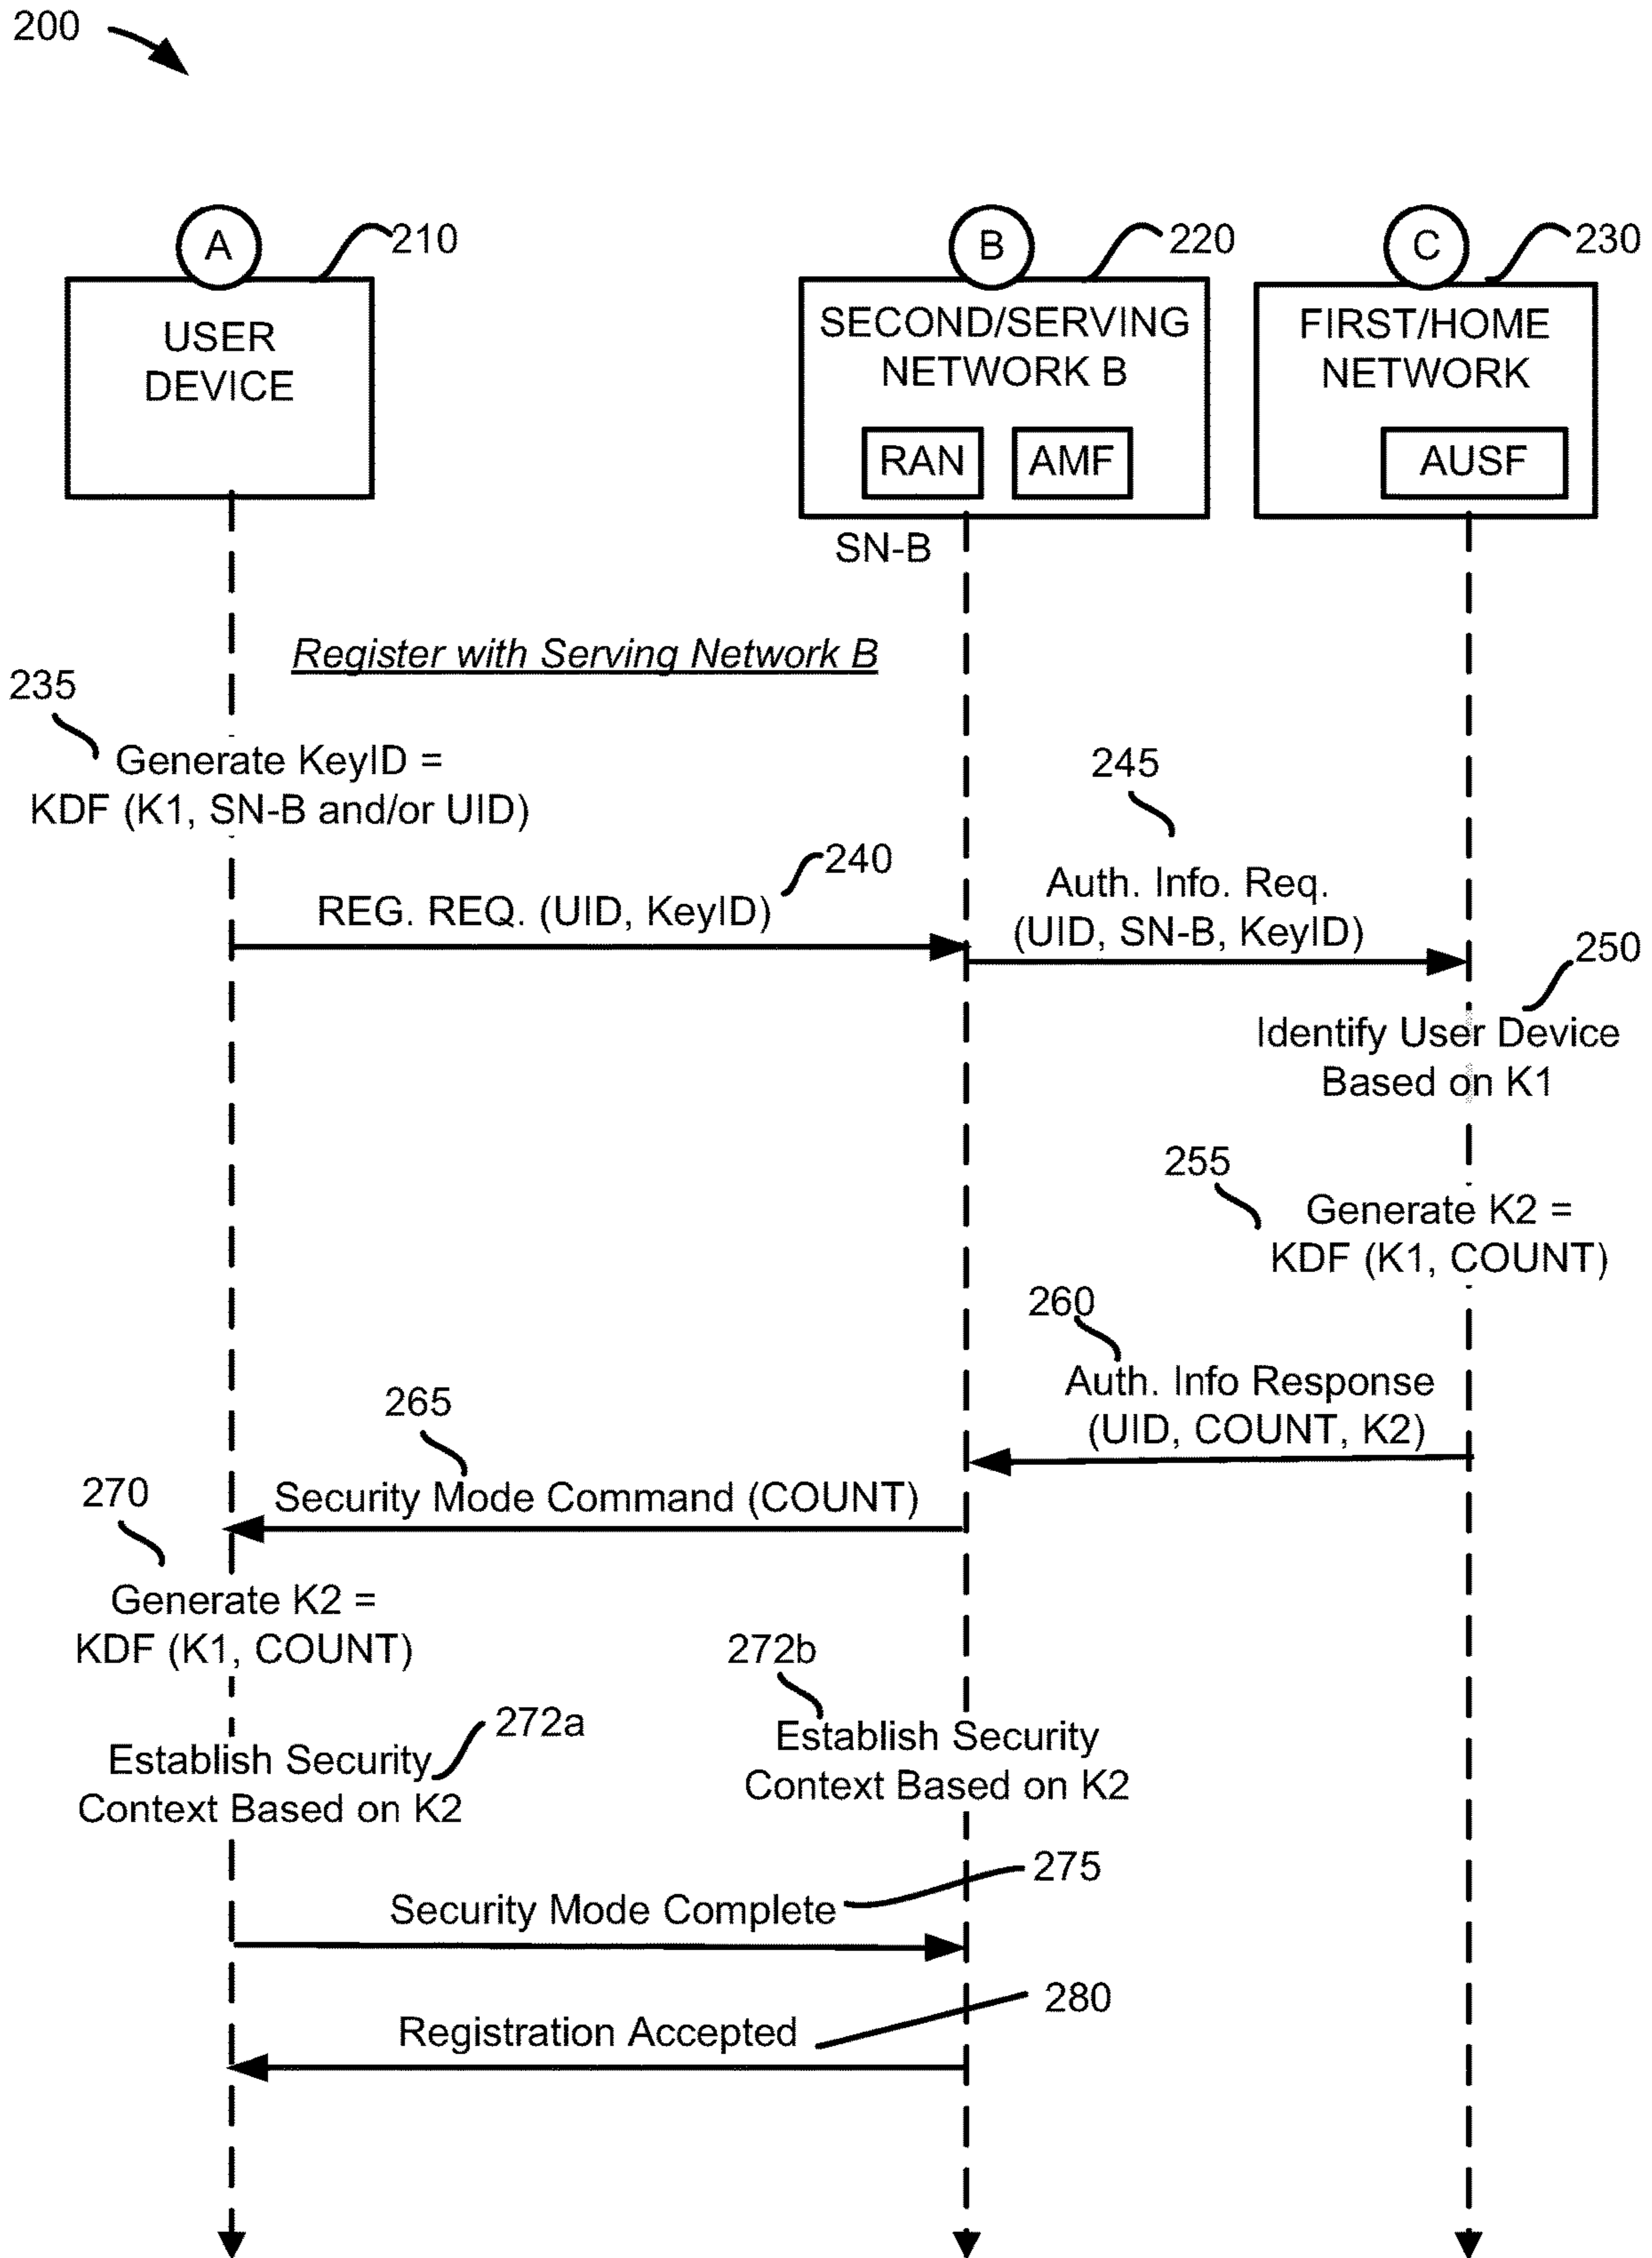 200
A
210
B
220
C
230
USER
DEVICE
SECOND/SERVING
NETWORK B
RAN
AMF
FIRST/HOME
NETWORK
AUSF
SN-B
Register with Serving Network B
235
Generate KeyID =
KDF (K1, SN-B and/or UID)
240
REG. REQ. (UID, KeyID)
245
Auth. Info. Req.
(UID, SN-B, KeyID)
250
Identify User Device
Based on K1
255
Generate K2 =
KDF (K1, COUNT)
260
Auth. Info Response
(UID, COUNT, K2)
265
Security Mode Command (COUNT)
270
Generate K2 =
KDF (K1, COUNT)
272a
Establish Security
Context Based on K2
272b
Establish Security
Context Based on K2
275
Security Mode Complete
280
Registration Accepted